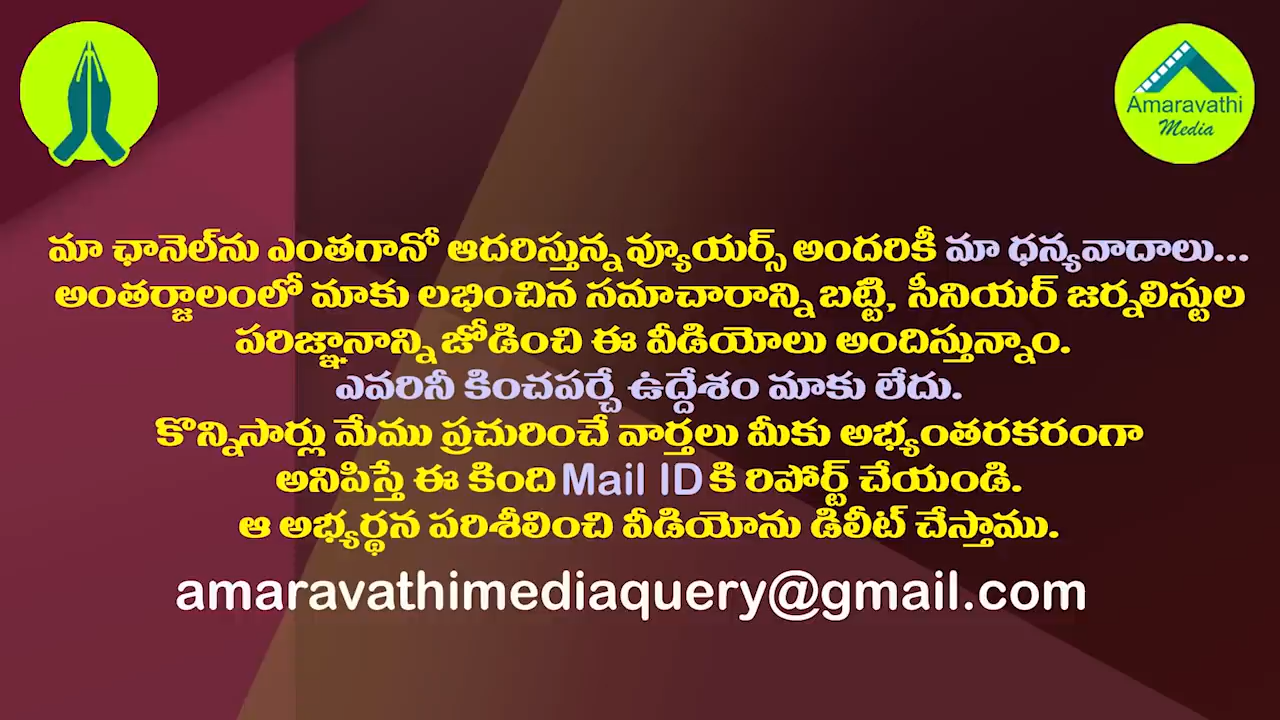 Amaravathi
Media
మా ఛానెల్‌ను ఎంతగానో ఆదరిస్తున్న వ్యూయర్స్ అందరికీ మా ధన్యవాదాలు...
అంతర్జాలంలో మాకు లభించిన సమాచారాన్ని బట్టి, సీనియర్ జర్నలిస్టుల
పరిజ్ఞానాన్ని జోడించి ఈ వీడియోలు అందిస్తున్నాం.
ఎవరినీ కించపర్చే ఉద్దేశం మాకు లేదు.
కొన్నిసార్లు మేము ప్రచురించే వార్తలు మీకు అభ్యంతరకరంగా
అనిపిస్తే ఈ కింది Mail ID కి రిపోర్ట్ చేయండి.
ఆ అభ్యర్థన పరిశీలించి వీడియోను డిలీట్ చేస్తాము.
amaravathimediaquery@gmail.com